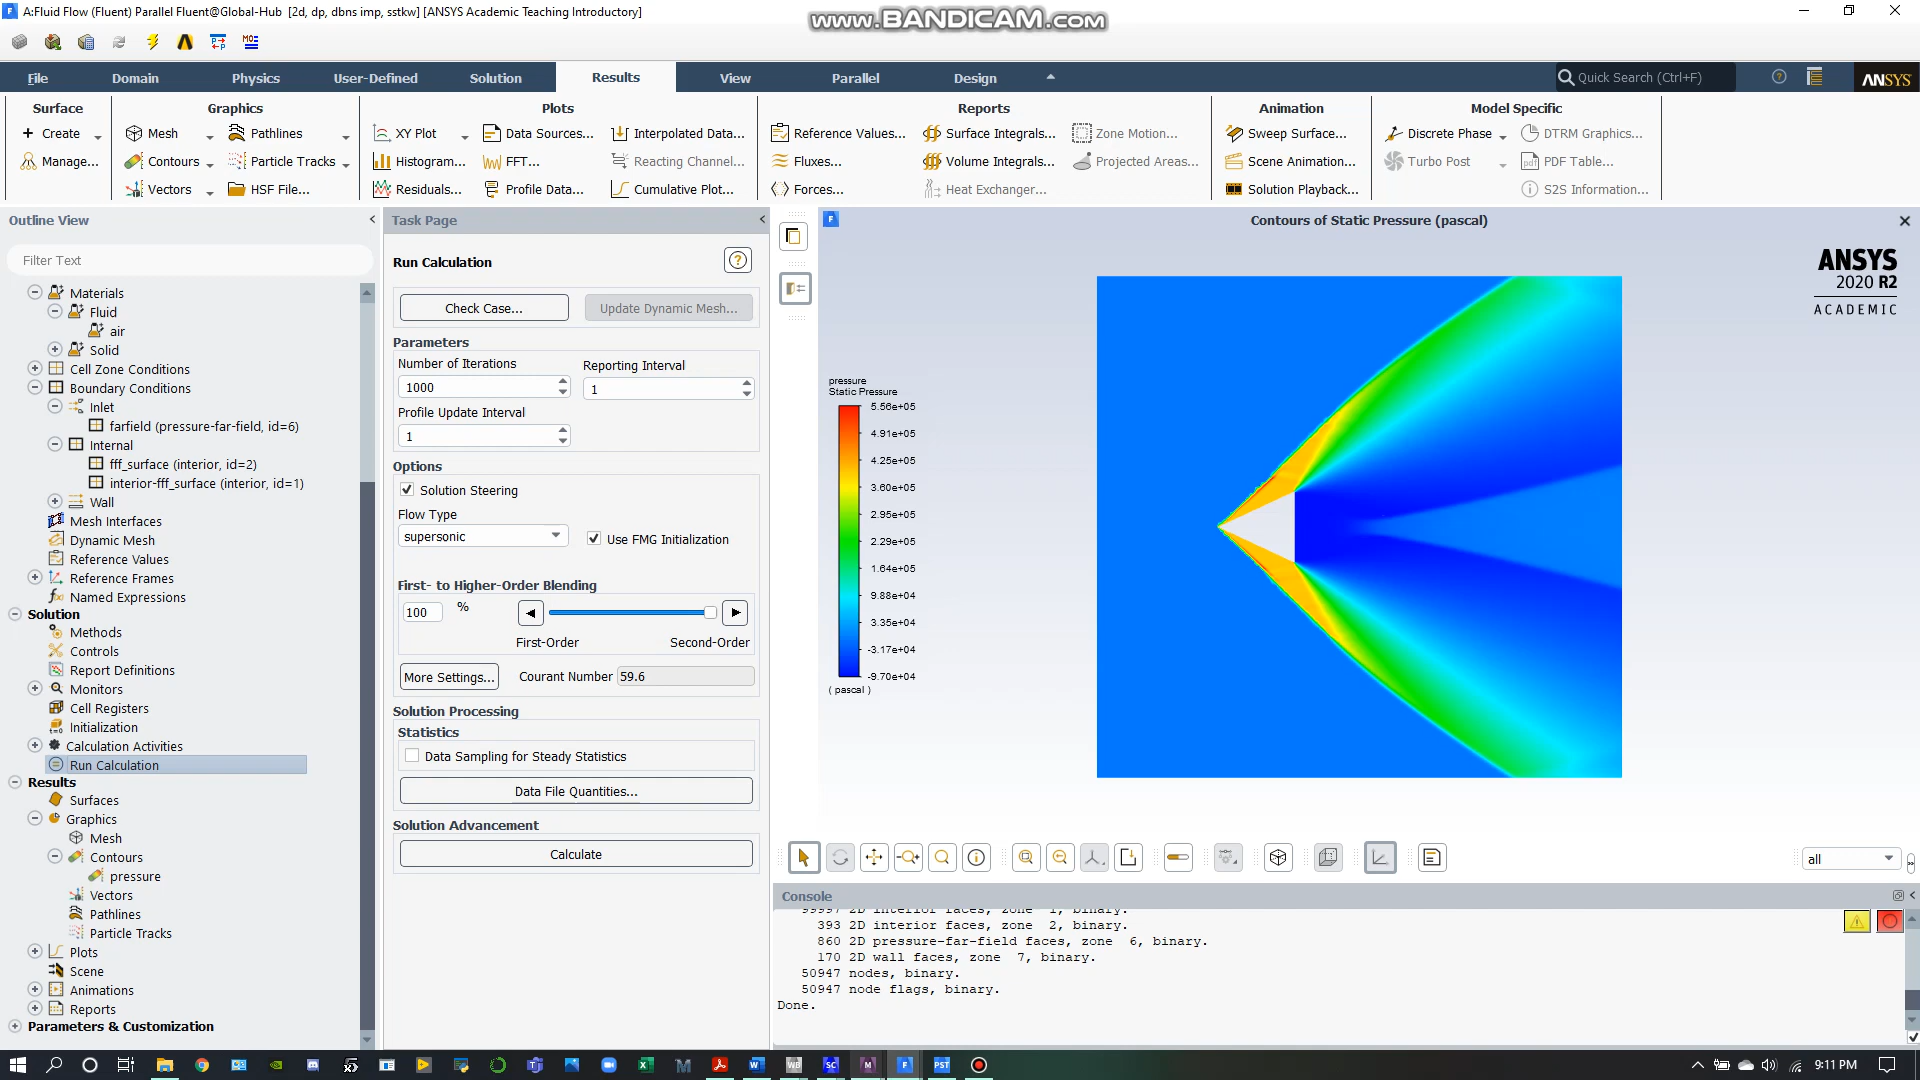 A:Fluid Flow (Fluent) Parallel Fluent@Global-Hub [2d, dp, dbns imp, sstkw] [ANSYS Academic Teaching Introductory]
www.BANDICAM.com
File Domain Physics User-Defined Solution Results View Parallel Design Quick Search (Ctrl+F) ANSYS
Surface Graphics Plots Reports Animation Model Specific
Create Mesh Pathlines XY Plot Data Sources... Interpolated Data... Reference Values... Surface Integrals... Zone Motion... Sweep Surface... Discrete Phase DTRM Graphics...
Manage... Contours Particle Tracks Histogram... FFT... Reacting Channel... Fluxes... Volume Integrals... Projected Areas... Scene Animation... Turbo Post PDF Table...
Vectors HSF File... Residuals... Profile Data... Cumulative Plot... Forces... Heat Exchanger... Solution Playback... S2S Information...
Outline View
Filter Text
Materials
Fluid
air
Solid
Cell Zone Conditions
Boundary Conditions
Inlet
farfield (pressure-far-field, id=6)
Internal
fff_surface (interior, id=2)
interior-fff_surface (interior, id=1)
Wall
Mesh Interfaces
Dynamic Mesh
Reference Values
Reference Frames
Named Expressions
Solution
Methods
Controls
Report Definitions
Monitors
Cell Registers
Initialization
Calculation Activities
Run Calculation
Results
Surfaces
Graphics
Mesh
Contours
pressure
Vectors
Pathlines
Particle Tracks
Plots
Scene
Animations
Reports
Parameters & Customization
Task Page
Run Calculation
Check Case... Update Dynamic Mesh...
Parameters
Number of Iterations Reporting Interval
1000 1
Profile Update Interval
1
Options
Solution Steering
Flow Type
supersonic Use FMG Initialization
First- to Higher-Order Blending
100 %
First-Order Second-Order
More Settings... Courant Number 59.6
Solution Processing
Statistics
Data Sampling for Steady Statistics
Data File Quantities...
Solution Advancement
Calculate
Contours of Static Pressure (pascal)
ANSYS
2020 R2
ACADEMIC
pressure
Static Pressure
5.56e+05
4.91e+05
4.25e+05
3.60e+05
2.95e+05
2.29e+05
1.64e+05
9.88e+04
3.35e+04
-3.17e+04
-9.70e+04
( pascal )
all
Console
99997 2D interior faces, zone 1, binary.
393 2D interior faces, zone 2, binary.
860 2D pressure-far-field faces, zone 6, binary.
170 2D wall faces, zone 7, binary.
50947 nodes, binary.
50947 node flags, binary.
Done.
9:11 PM